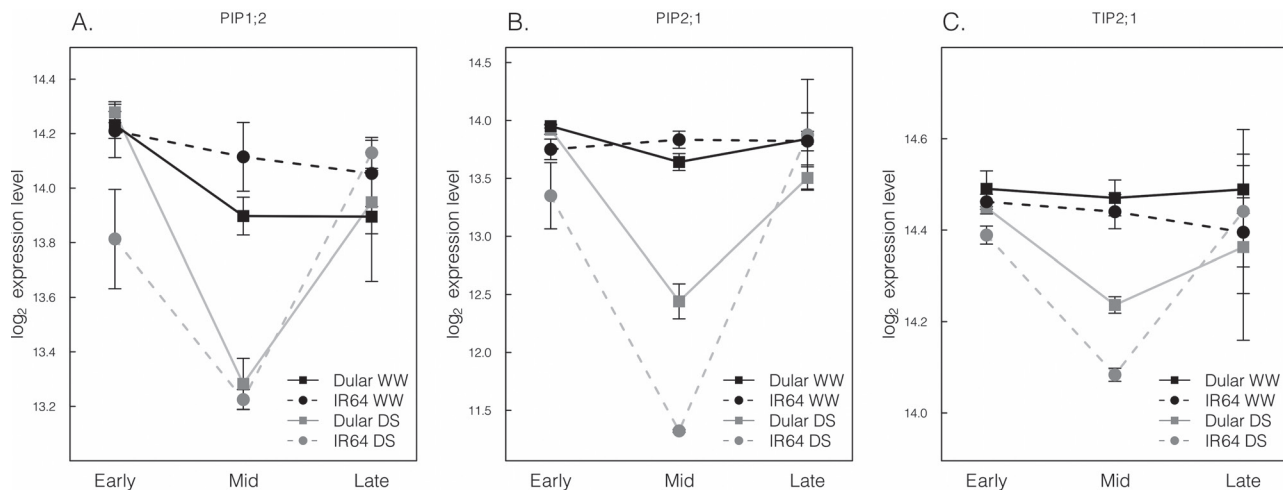 A.
PIP1;2
log2 expression level
14.4
14.2
14.0
13.8
13.6
13.4
13.2
Dular WW
IR64 WW
Dular DS
IR64 DS
Early Mid Late
B.
PIP2;1
log2 expression level
14.5
14.0
13.5
13.0
12.5
12.0
11.5
Dular WW
IR64 WW
Dular DS
IR64 DS
Early Mid Late
C.
TIP2;1
log2 expression level
14.6
14.4
14.2
14.0
Dular WW
IR64 WW
Dular DS
IR64 DS
Early Mid Late